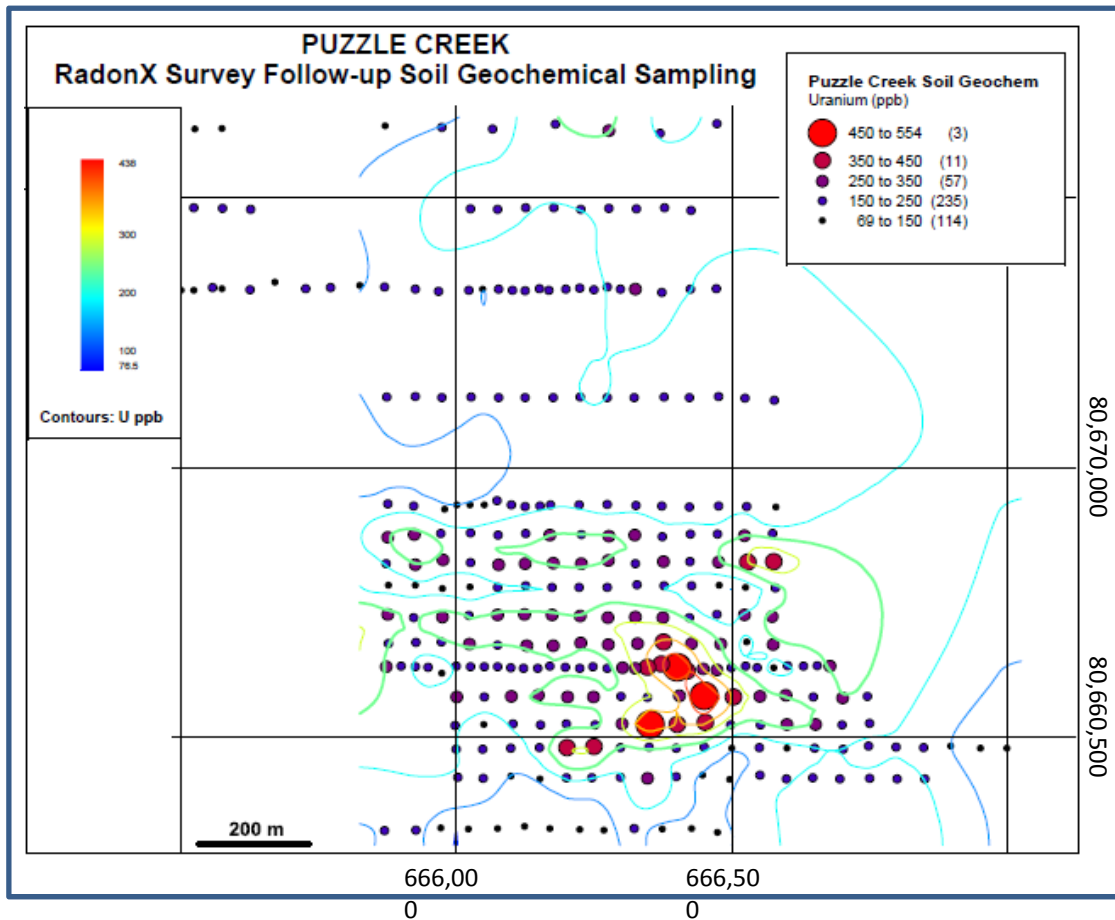 PUZZLE CREEK
RadonX Survey Follow-up Soil Geochemical Sampling
Puzzle Creek Soil Geochem
Uranium (ppb)
450 to 554 (3)
350 to 450 (11)
250 to 350 (57)
150 to 250 (235)
69 to 150 (114)
438
300
200
100
76.5
Contours: U ppb
80,670,000
80,660,500
200 m
666,00
0
666,50
0